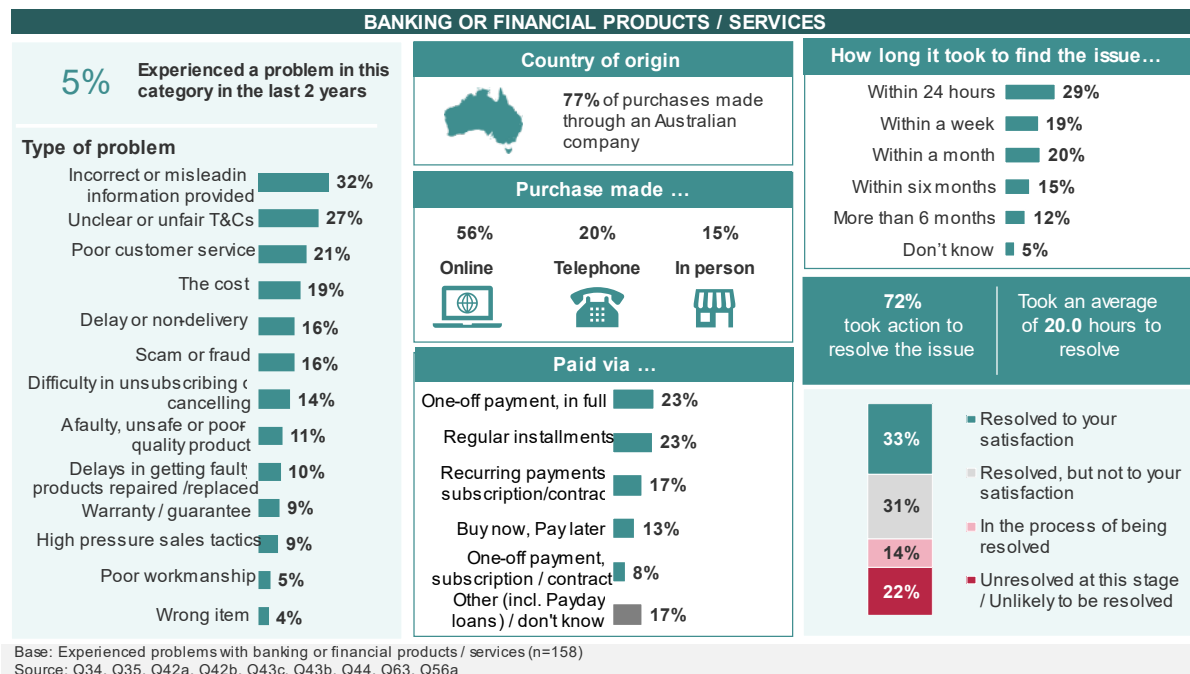 BANKING OR FINANCIAL PRODUCTS / SERVICES
5%
Experienced a problem in this
category in the last 2 years
Type of problem
Incorrect or misleadin
information provided
32%
Unclear or unfair T&Cs
27%
Poor customer service
21%
The cost
19%
Delay or non-delivery
16%
Scam or fraud
16%
Difficulty in unsubscribing o
cancelling
14%
A faulty, unsafe or poor-
quality product
11%
Delays in getting faulty
products repaired /replaced
10%
Warranty / guarantee
9%
High pressure sales tactics
9%
Poor workmanship
5%
Wrong item
4%
Country of origin
77% of purchases made
through an Australian
company
Purchase made ...
56%
20%
15%
Online
Telephone
In person
Paid via ...
One-off payment, in full
23%
Regular installments
23%
Recurring payments
subscription/contrac
17%
Buy now, Pay later
13%
One-off payment,
subscription / contract
8%
Other (incl. Payday
loans) / don't know
17%
How long it took to find the issue...
Within 24 hours
29%
Within a week
19%
Within a month
20%
Within six months
15%
More than 6 months
12%
Don't know
5%
72%
took action to
resolve the issue
Took an average
of 20.0 hours to
resolve
33%
31%
14%
22%
Resolved to your
satisfaction
Resolved, but not to your
satisfaction
In the process of being
resolved
Unresolved at this stage
/ Unlikely to be resolved
Base: Experienced problems with banking or financial products / services (n=158)
Source: Q34, Q35, Q42a, Q42b, Q43c, Q43b, Q44, Q63, Q56a